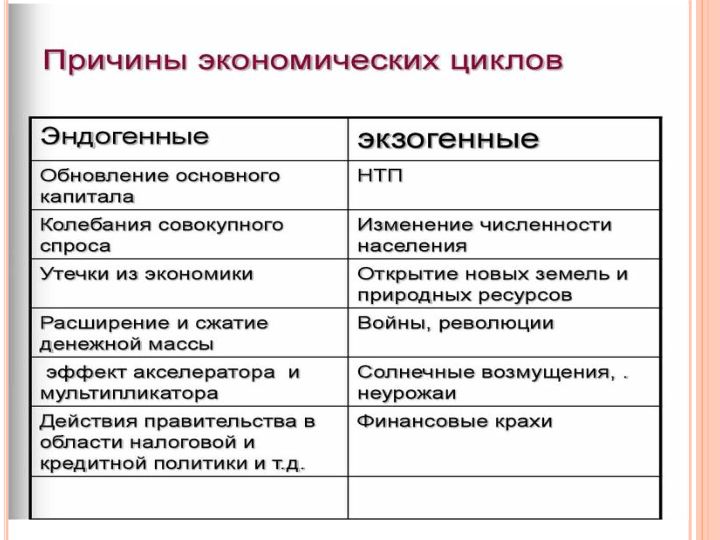 Причины экономических циклов
Эндогенные
экзогенные
Обновление основного
капитала
НТП
Колебания совокупного
спроса
Изменение численности
населения
Утечки из экономики
Открытие новых земель и
природных ресурсов
Расширение и сжатие
денежной массы
Войны, революции
эффект акселератора и
мультипликатора
Солнечные возмущения, .
неурожаи
Действия правительства в
области налоговой и
кредитной политики и т.д.
Финансовые крахи